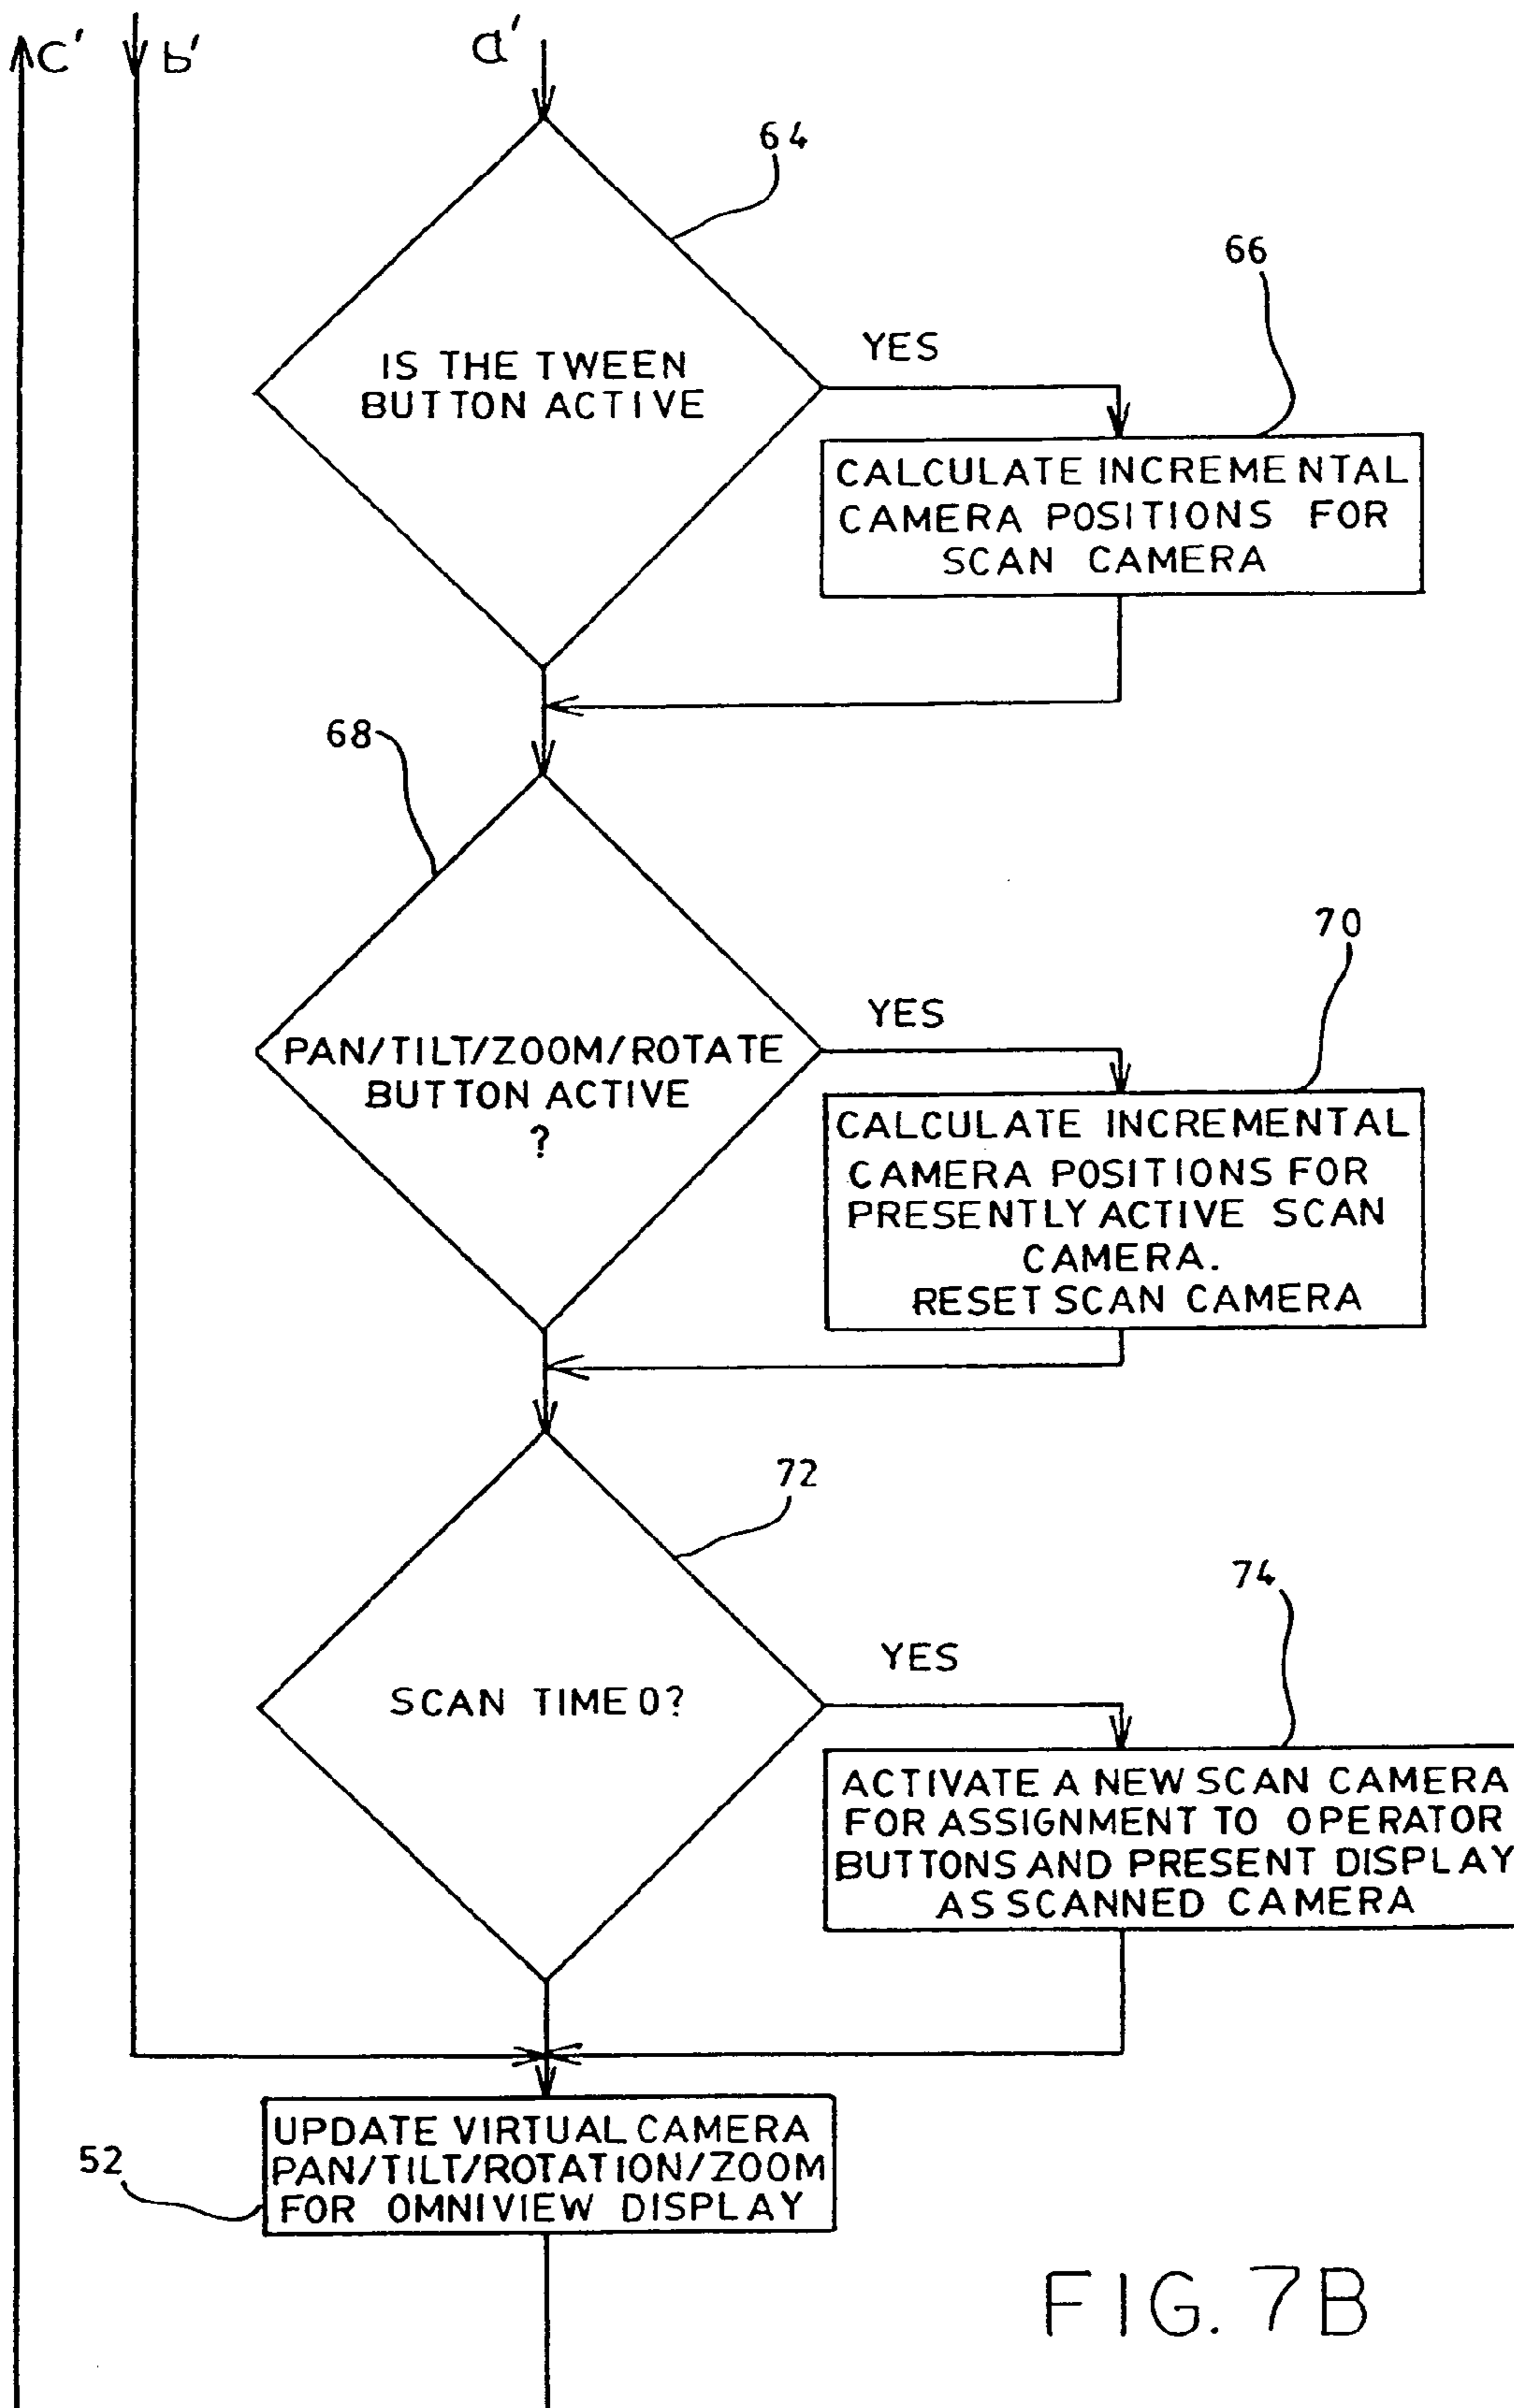 C' b' a'
64
66
YES
IS THE TWEEN
BUTTON ACTIVE
CALCULATE INCREMENTAL
CAMERA POSITIONS FOR
SCAN CAMERA
68
70
YES
PAN/TILT/ZOOM/ROTATE
BUTTON ACTIVE
?
CALCULATE INCREMENTAL
CAMERA POSITIONS FOR
PRESENTLY ACTIVE SCAN
CAMERA.
RESET SCAN CAMERA
72
74
YES
SCAN TIME 0?
ACTIVATE A NEW SCAN CAMERA
FOR ASSIGNMENT TO OPERATOR
BUTTONS AND PRESENT DISPLAY
AS SCANNED CAMERA
52
UPDATE VIRTUAL CAMERA
PAN/TILT/ROTATION/ZOOM
FOR OMNIVIEW DISPLAY
FIG. 7B